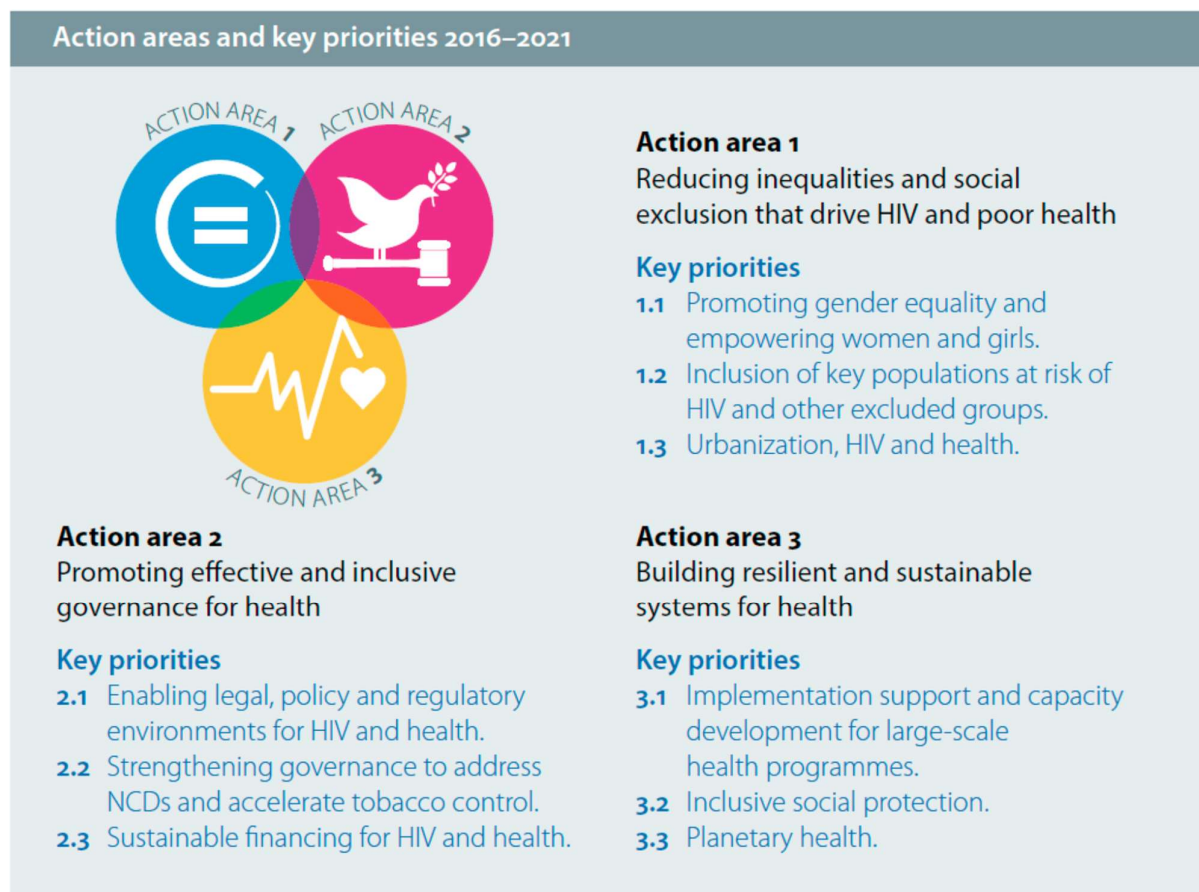 Action areas and key priorities 2016–2021
ACTION AREA 1
ACTION AREA 2
ACTION AREA 3
Action area 1
Reducing inequalities and social
exclusion that drive HIV and poor health
Key priorities
1.1 Promoting gender equality and
empowering women and girls.
1.2 Inclusion of key populations at risk of
HIV and other excluded groups.
1.3 Urbanization, HIV and health.
Action area 2
Promoting effective and inclusive
governance for health
Key priorities
2.1 Enabling legal, policy and regulatory
environments for HIV and health.
2.2 Strengthening governance to address
NCDs and accelerate tobacco control.
2.3 Sustainable financing for HIV and health.
Action area 3
Building resilient and sustainable
systems for health
Key priorities
3.1 Implementation support and capacity
development for large-scale
health programmes.
3.2 Inclusive social protection.
3.3 Planetary health.